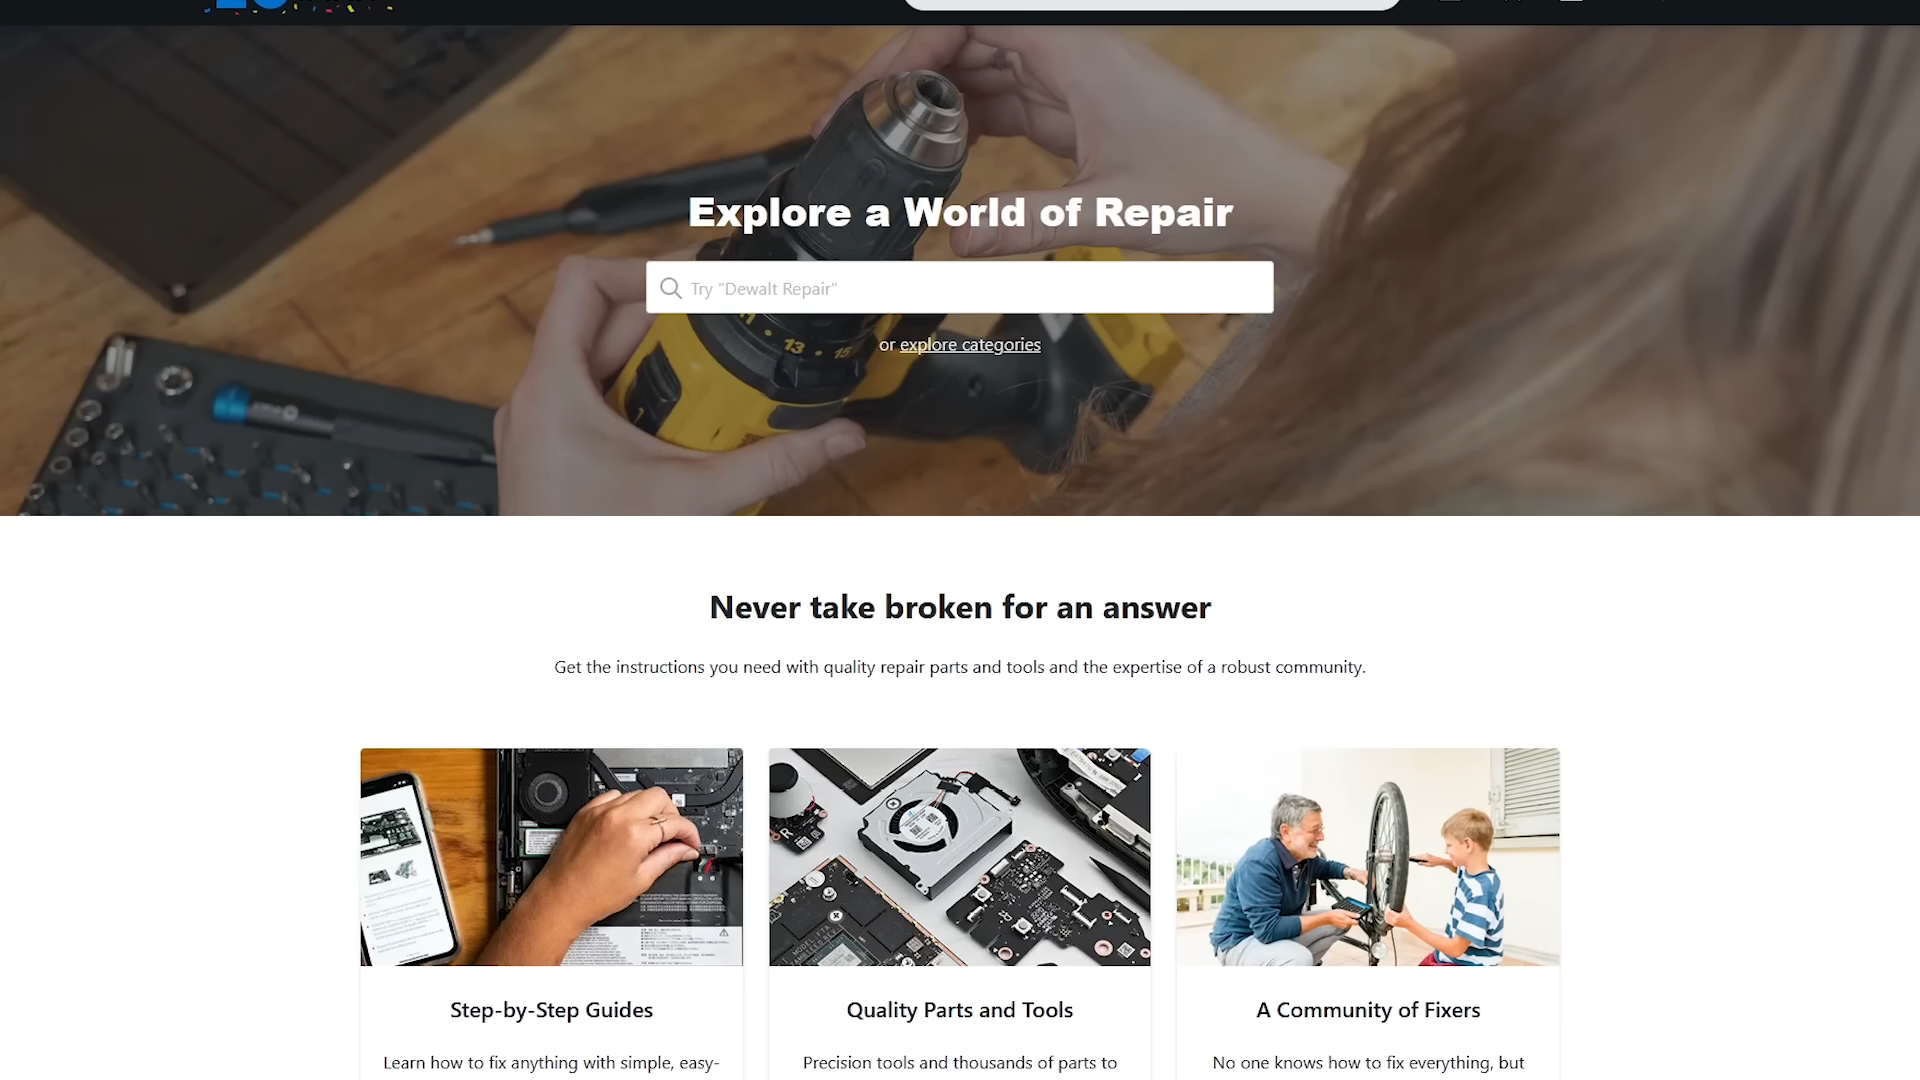 Explore a World of Repair
Try "Dewalt Repair"
or explore categories
13 • 15
Never take broken for an answer
Get the instructions you need with quality repair parts and tools and the expertise of a robust community.
Step-by-Step Guides
Quality Parts and Tools
A Community of Fixers
Learn how to fix anything with simple, easy-
Precision tools and thousands of parts to
No one knows how to fix everything, but